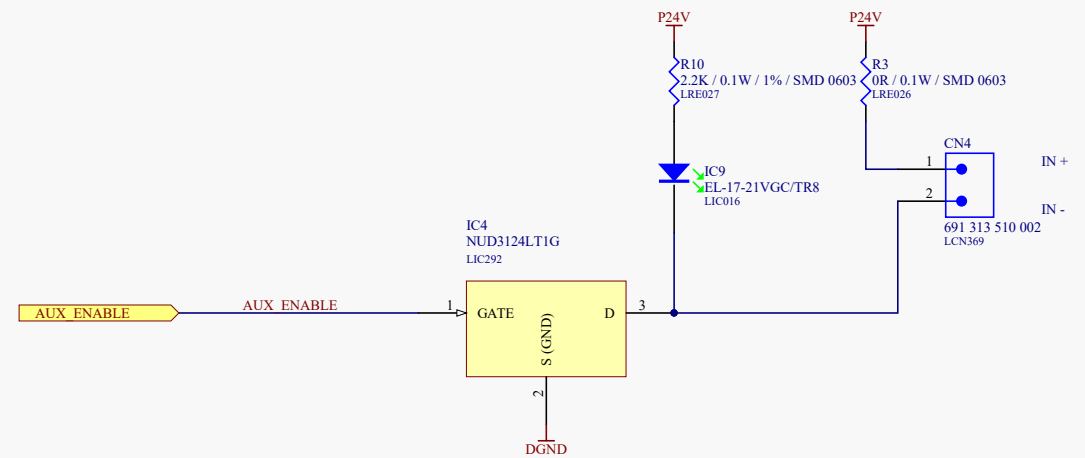 P24V
P24V
R10
2.2K / 0.1W / 1% / SMD 0603
LRE027
R3
0R / 0.1W / SMD 0603
LRE026
CN4
1
IN +
2
IN -
691 313 510 002
LCN369
IC9
EL-17-21VGC/TR8
LIC016
IC4
NUD3124LT1G
LIC292
AUX_ENABLE
AUX_ENABLE
1
GATE
S (GND)
D
3
2
DGND